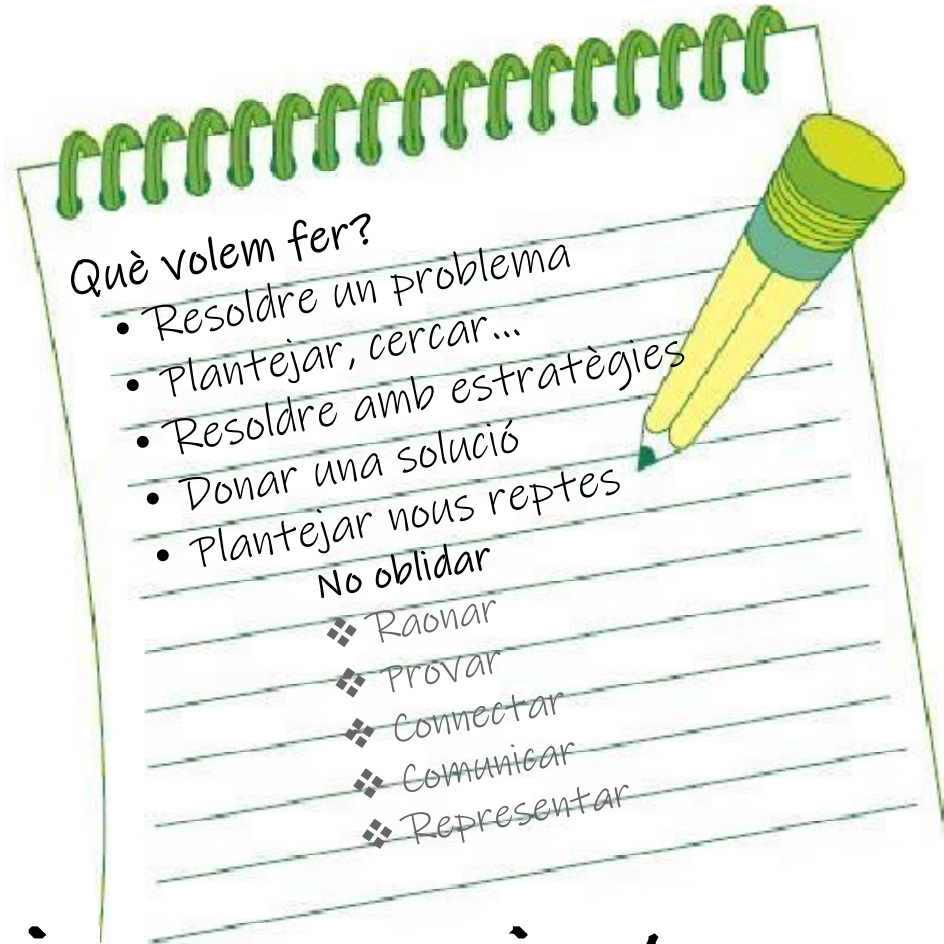 Què volem fer?
• Resoldre un problema
• Plantejar, cercar...
• Resoldre amb estratègies
• Donar una solució
• Plantejar nous reptes
No oblidar
❖ Raonar
❖ Provar
❖ Connectar
❖ Comunicar
❖ Representar